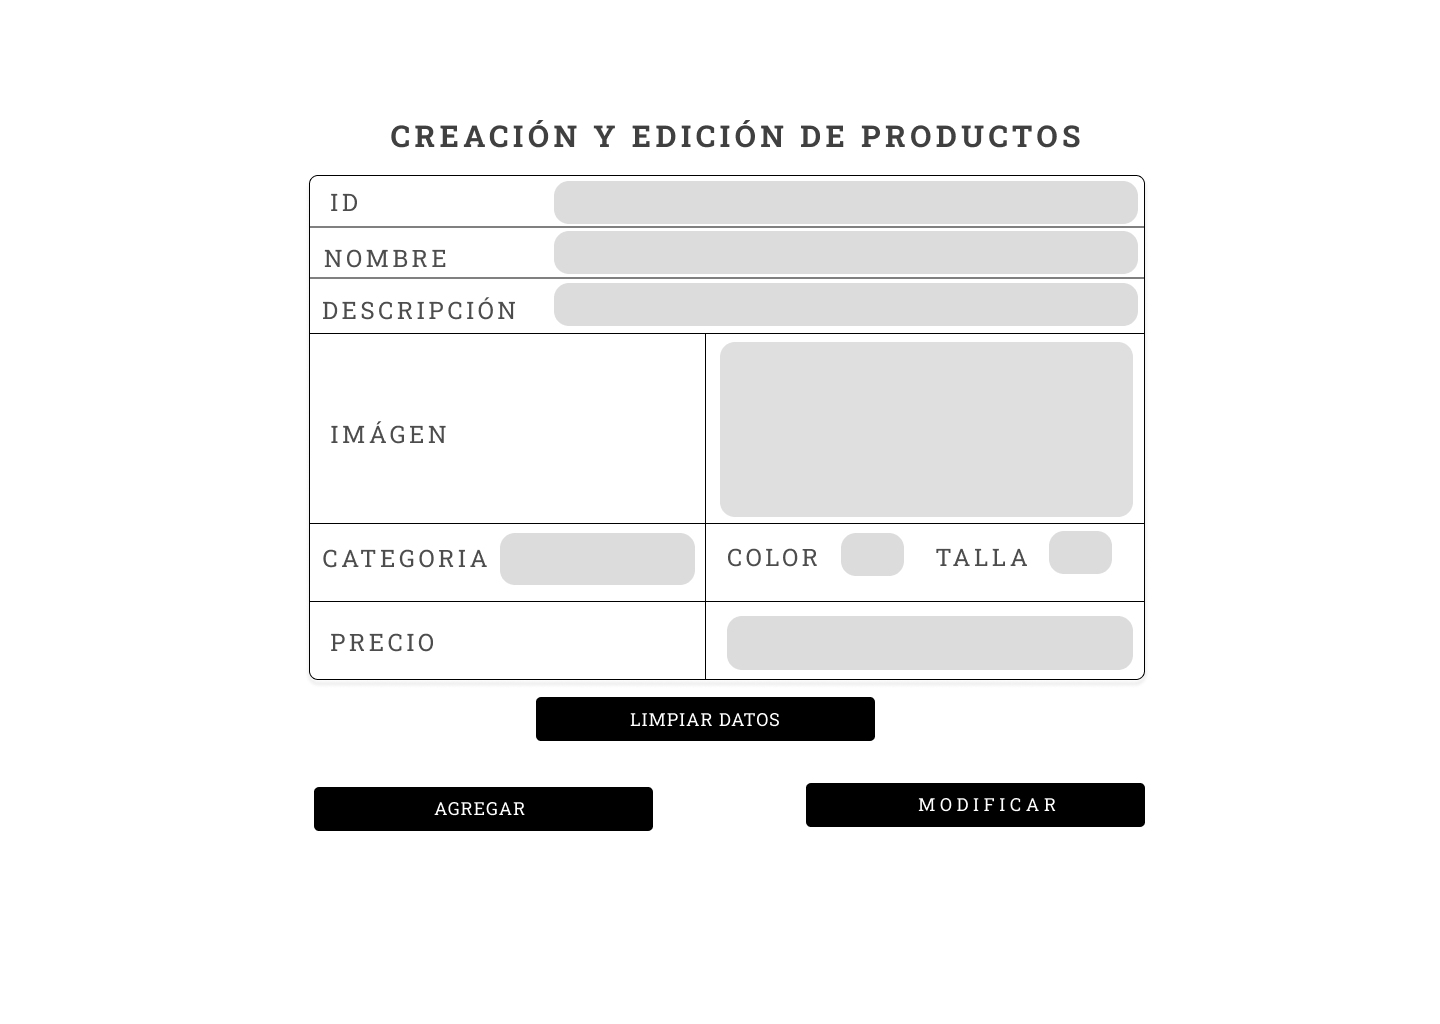 CREACIÓN Y EDICIÓN DE PRODUCTOS
ID
NOMBRE
DESCRIPCIÓN
IMÁGEN
CATEGORIA
COLOR
TALLA
PRECIO
LIMPIAR DATOS
AGREGAR
MODIFICAR